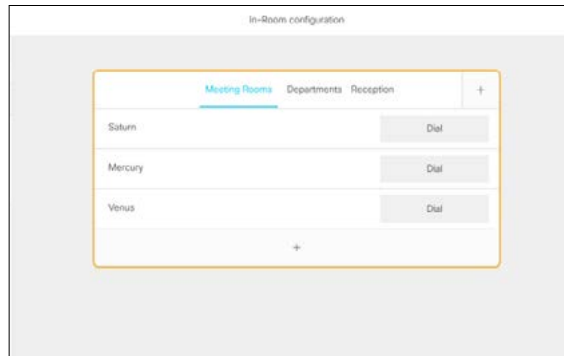 In-Room configuration
Meeting Rooms Departments Reception +
Saturn Dial
Mercury Dial
Venus Dial
+